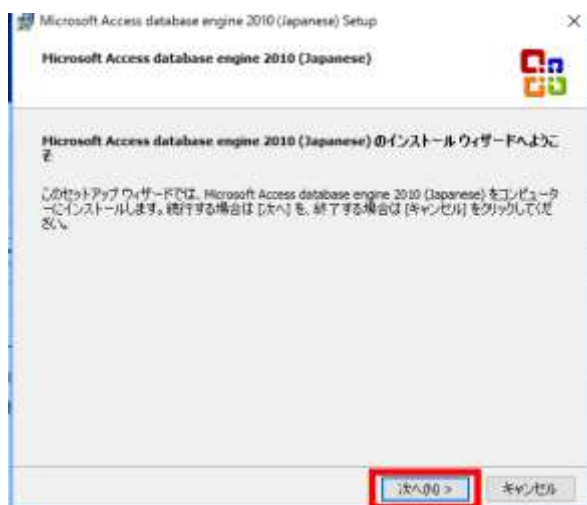 Microsoft Access database engine 2010 (Japanese) Setup
Microsoft Access database engine 2010 (Japanese)
Microsoft Access database engine 2010 (Japanese) のインストール ウィザードへようこ
そ
このセットアップ ウィザードでは、Microsoft Access database engine 2010 (Japanese) をコンピュータ
ーにインストールします。続行する場合は [次へ] を、終了する場合は [キャンセル] をクリックしてくだ
さい。
次へ(N) >
キャンセル